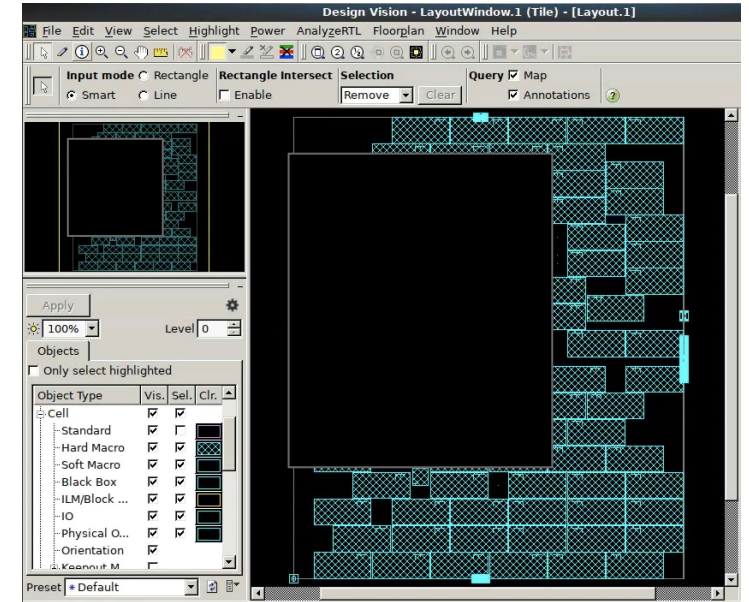 Design Vision - LayoutWindow.1 (Tile) - [Layout.1]
File Edit View Select Highlight Power AnalyzeRTL Floorplan Window Help
Input mode Rectangle Rectangle Intersect Selection Query Map
Smart Line Enable Remove Clear Annotations
Apply
100% Level 0
Objects
Only select highlighted
Object Type Vis. Sel. Clr.
Cell
Standard
Hard Macro
Soft Macro
Black Box
ILM/Block ...
IO
Physical O...
Orientation
Keepout M
Preset * Default